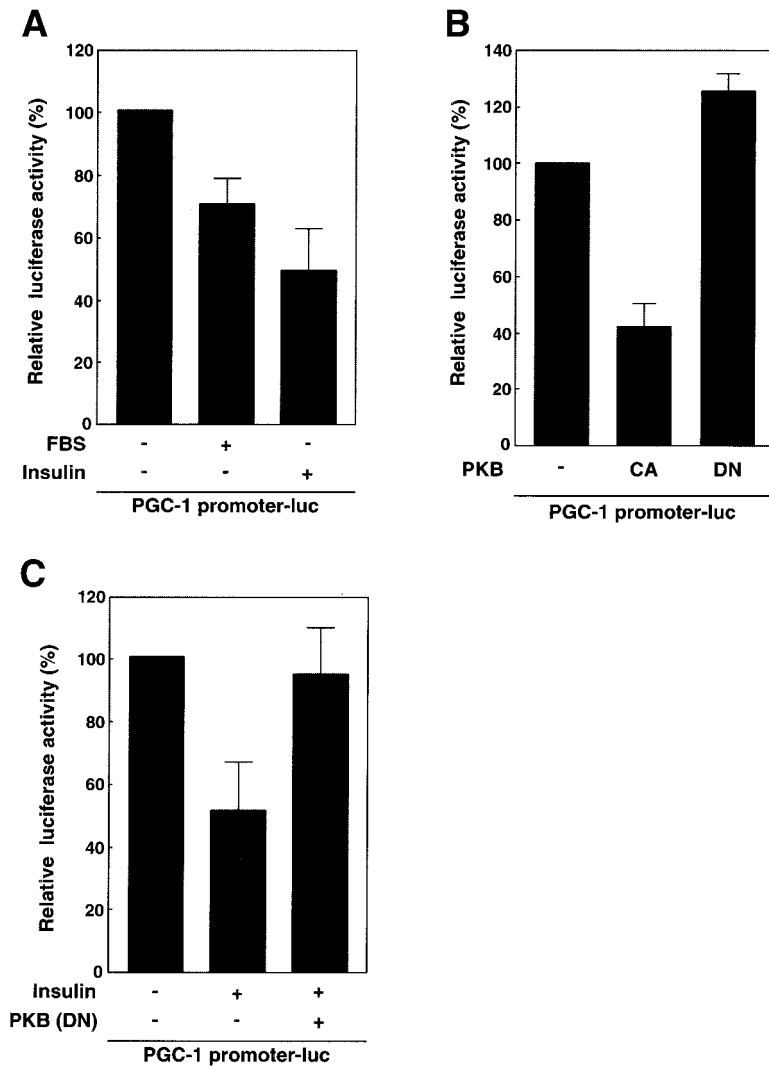 A
Relative luciferase activity (%)
120
100
80
60
40
20
0
FBS - + -
Insulin - - +
PGC-1 promoter-luc
B
Relative luciferase activity (%)
140
120
100
80
60
40
20
0
PKB - CA DN
PGC-1 promoter-luc
C
Relative luciferase activity (%)
120
100
80
60
40
20
0
Insulin - + +
PKB (DN) - - +
PGC-1 promoter-luc